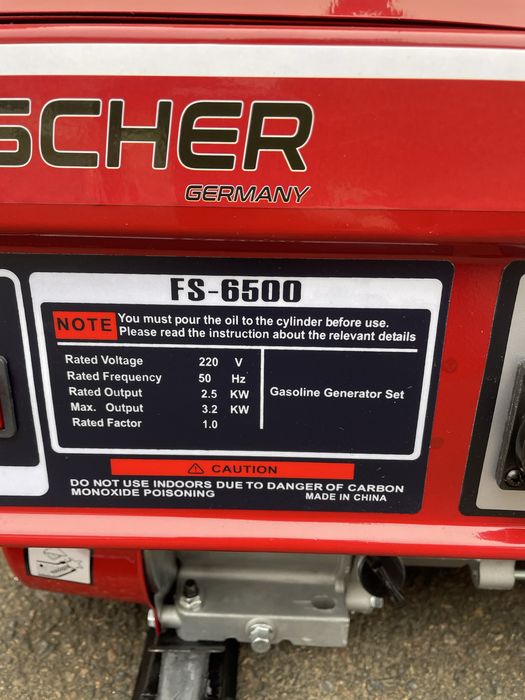 SCHER
GERMANY
FS-6500
NOTE You must pour the oil to the cylinder before use.
Please read the instruction about the relevant details
Rated Voltage 220 V
Rated Frequency 50 Hz
Rated Output 2.5 KW
Max. Output 3.2 KW
Rated Factor 1.0
Gasoline Generator Set
CAUTION
DO NOT USE INDOORS DUE TO DANGER OF CARBON
MONOXIDE POISONING
MADE IN CHINA